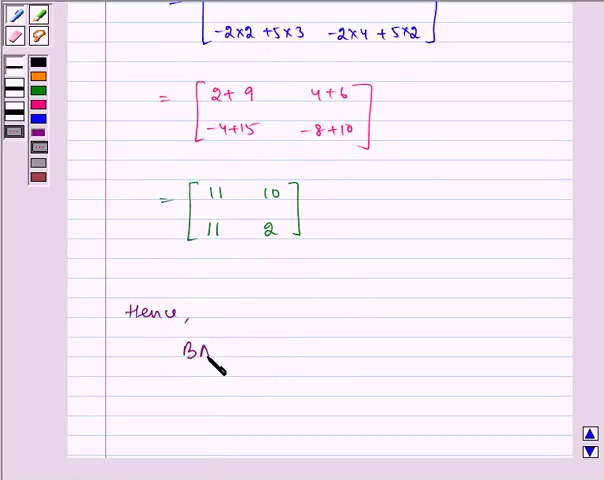 =
-2×2 +5×3 -2×4 +5×2
= 2+9 4+6
-4+15 -8+10
= 11 10
11 2
Hence,
BA